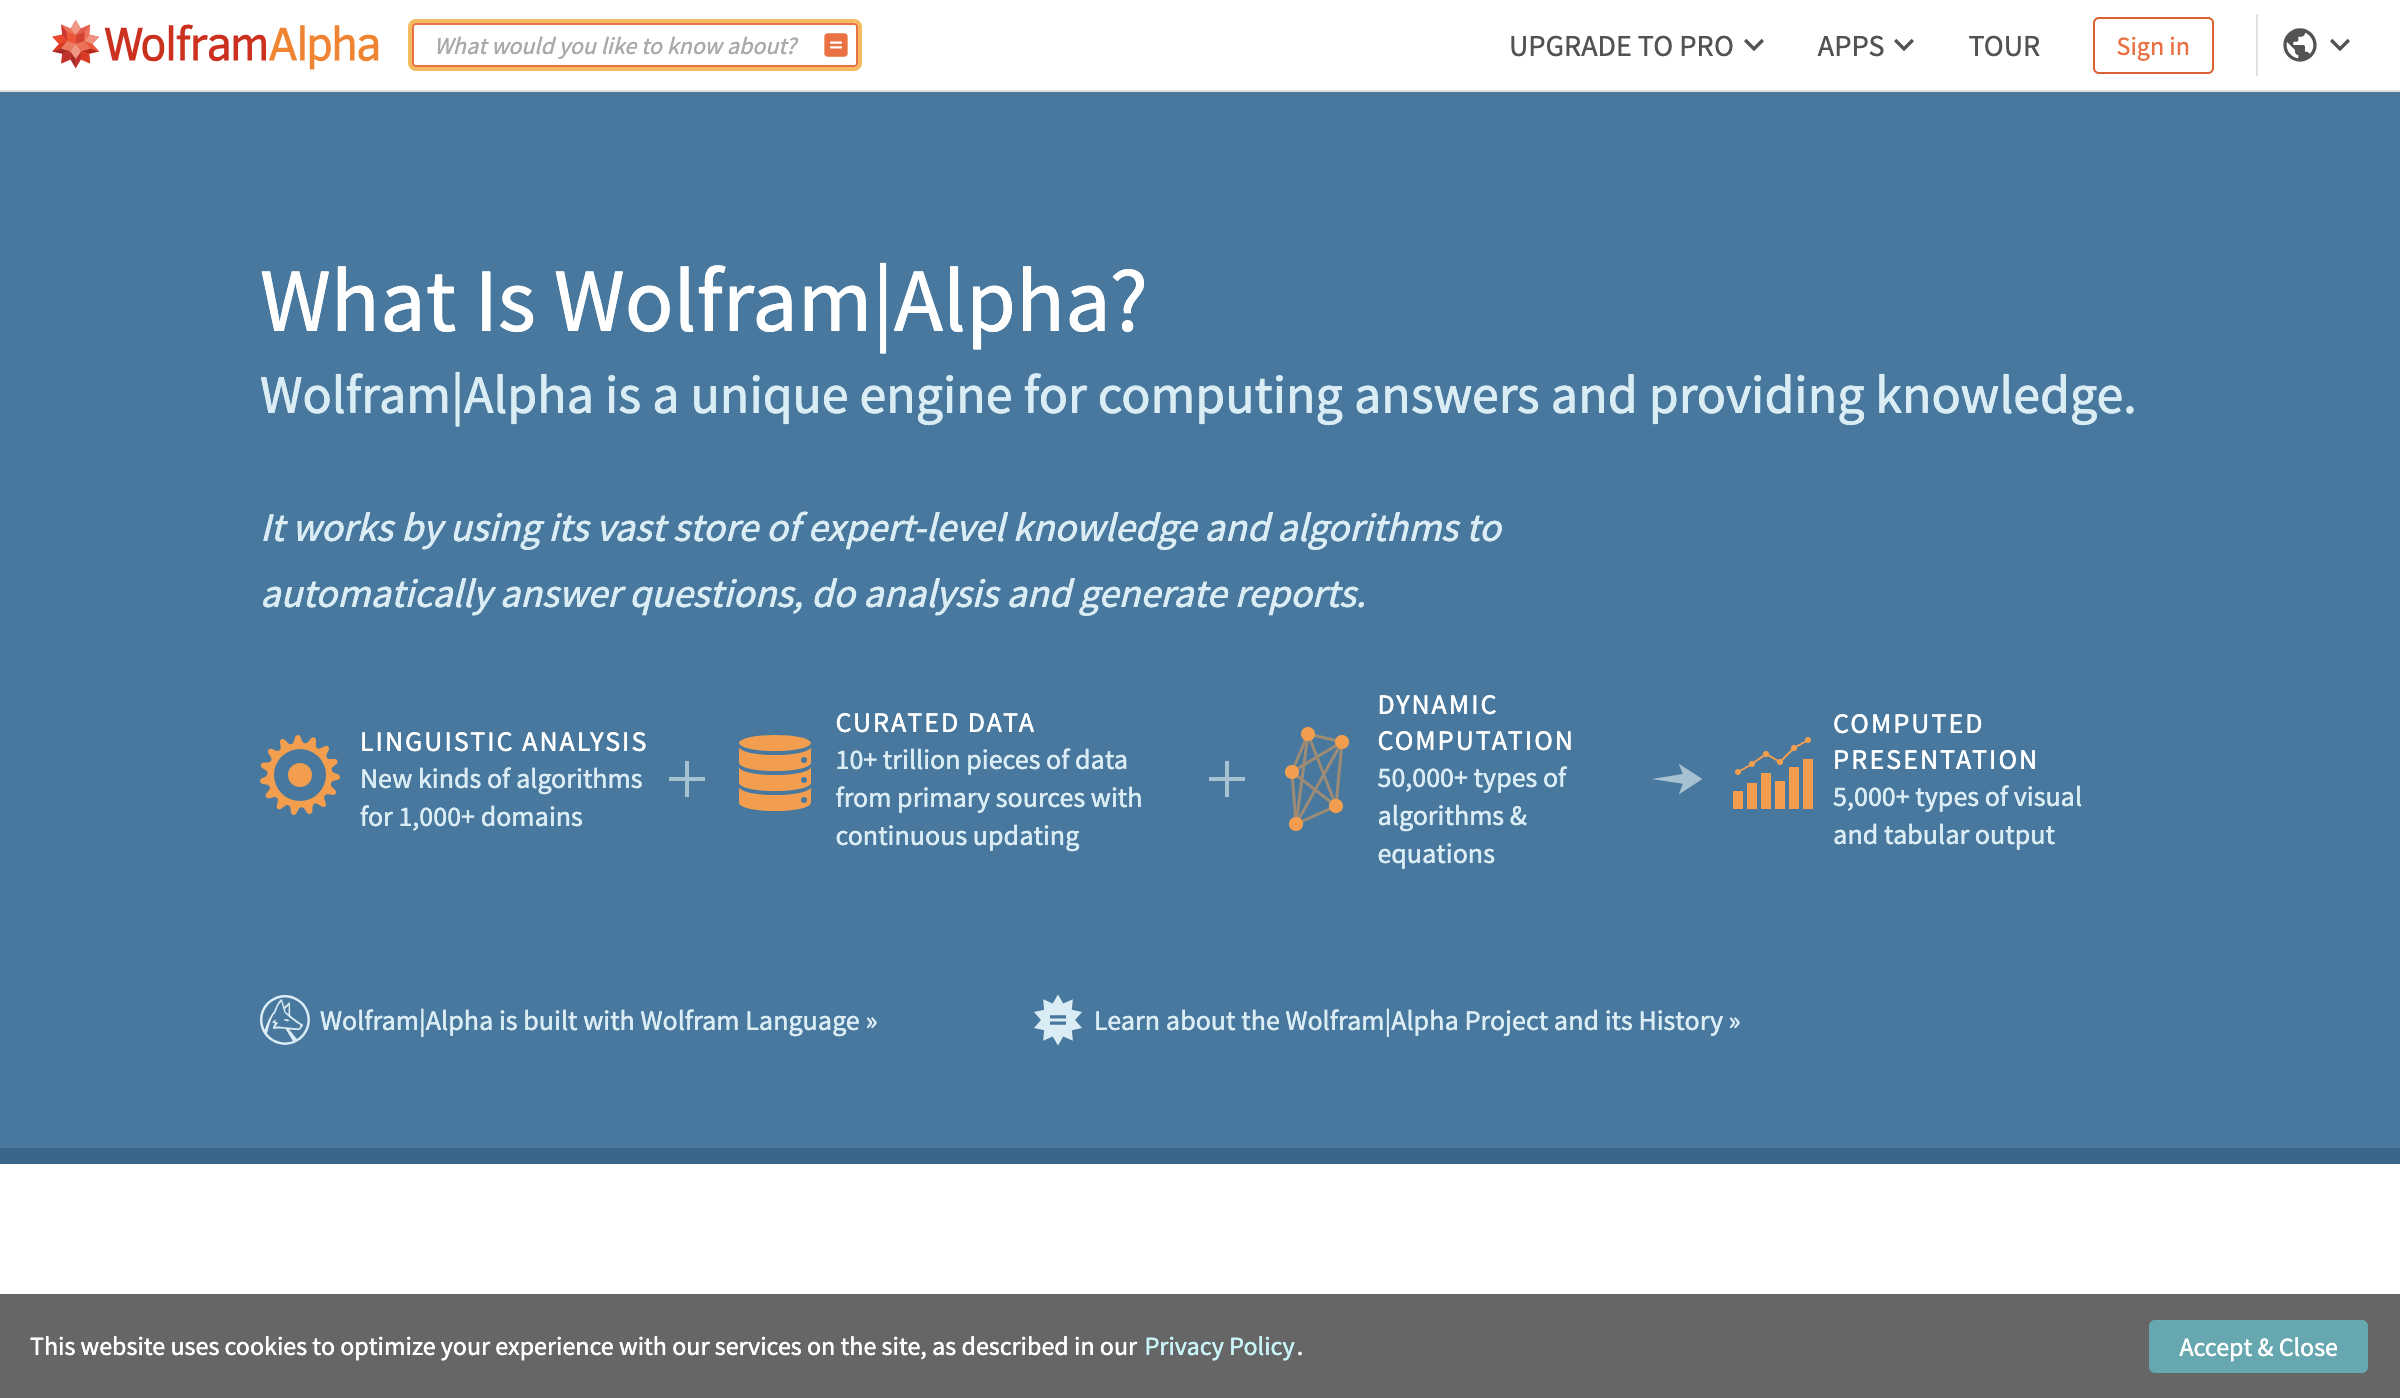 WolframAlpha
What would you like to know about?
UPGRADE TO PRO
APPS
TOUR
Sign in
What Is Wolfram|Alpha?
Wolfram|Alpha is a unique engine for computing answers and providing knowledge.
It works by using its vast store of expert-level knowledge and algorithms to
automatically answer questions, do analysis and generate reports.
LINGUISTIC ANALYSIS
New kinds of algorithms
for 1,000+ domains
CURATED DATA
10+ trillion pieces of data
from primary sources with
continuous updating
DYNAMIC
COMPUTATION
50,000+ types of
algorithms &
equations
COMPUTED
PRESENTATION
5,000+ types of visual
and tabular output
Wolfram|Alpha is built with Wolfram Language »
Learn about the Wolfram|Alpha Project and its History »
This website uses cookies to optimize your experience with our services on the site, as described in our Privacy Policy.
Accept & Close